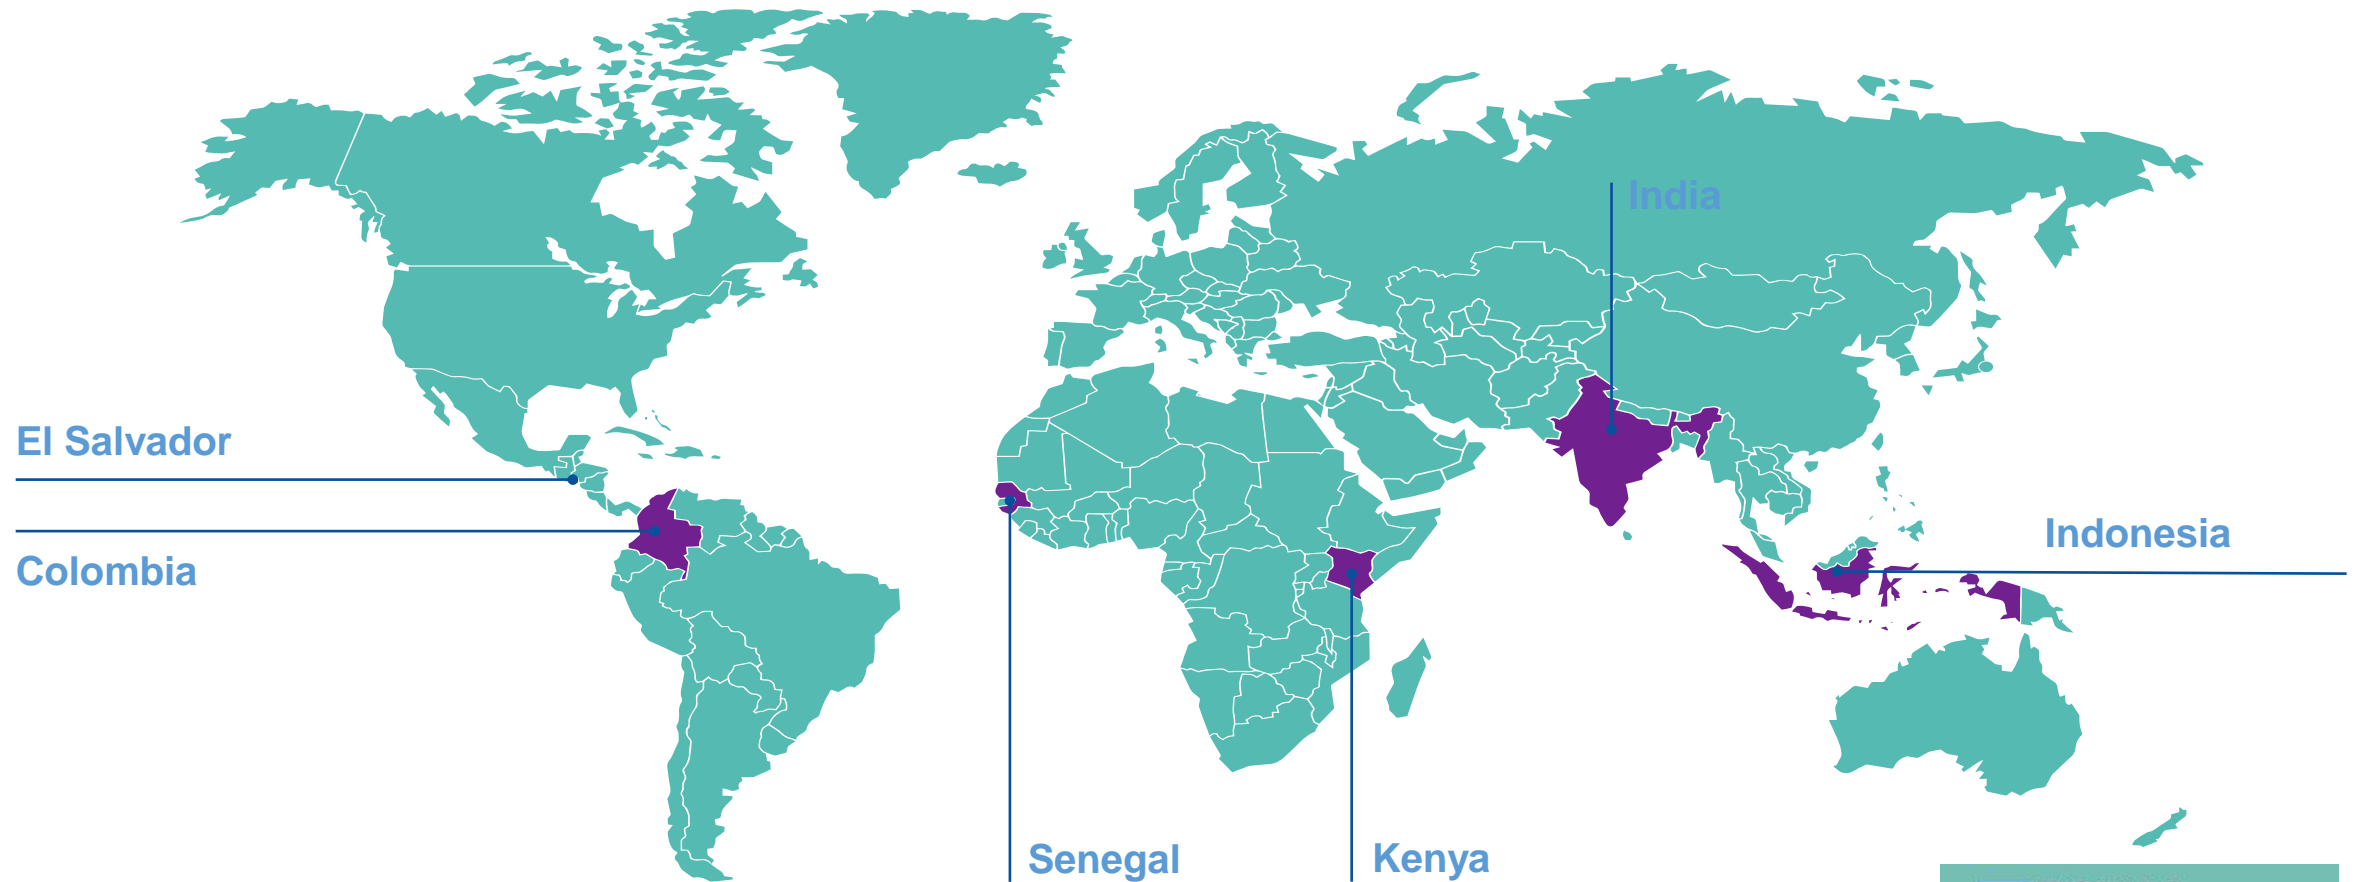 India
El Salvador
Indonesia
Colombia
Senegal
Kenya